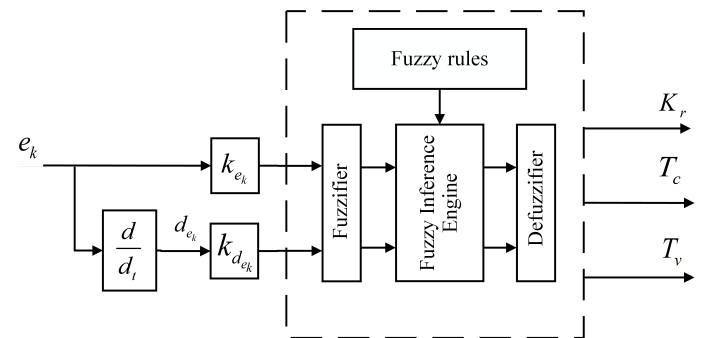 Fuzzy rules
K_r
e_k
k_{e_k}
Fuzzifier
Fuzzy Inference
Engine
Defuzzifier
T_c
d
d_t
d_{e_k}
k_{d_{e_k}}
T_v